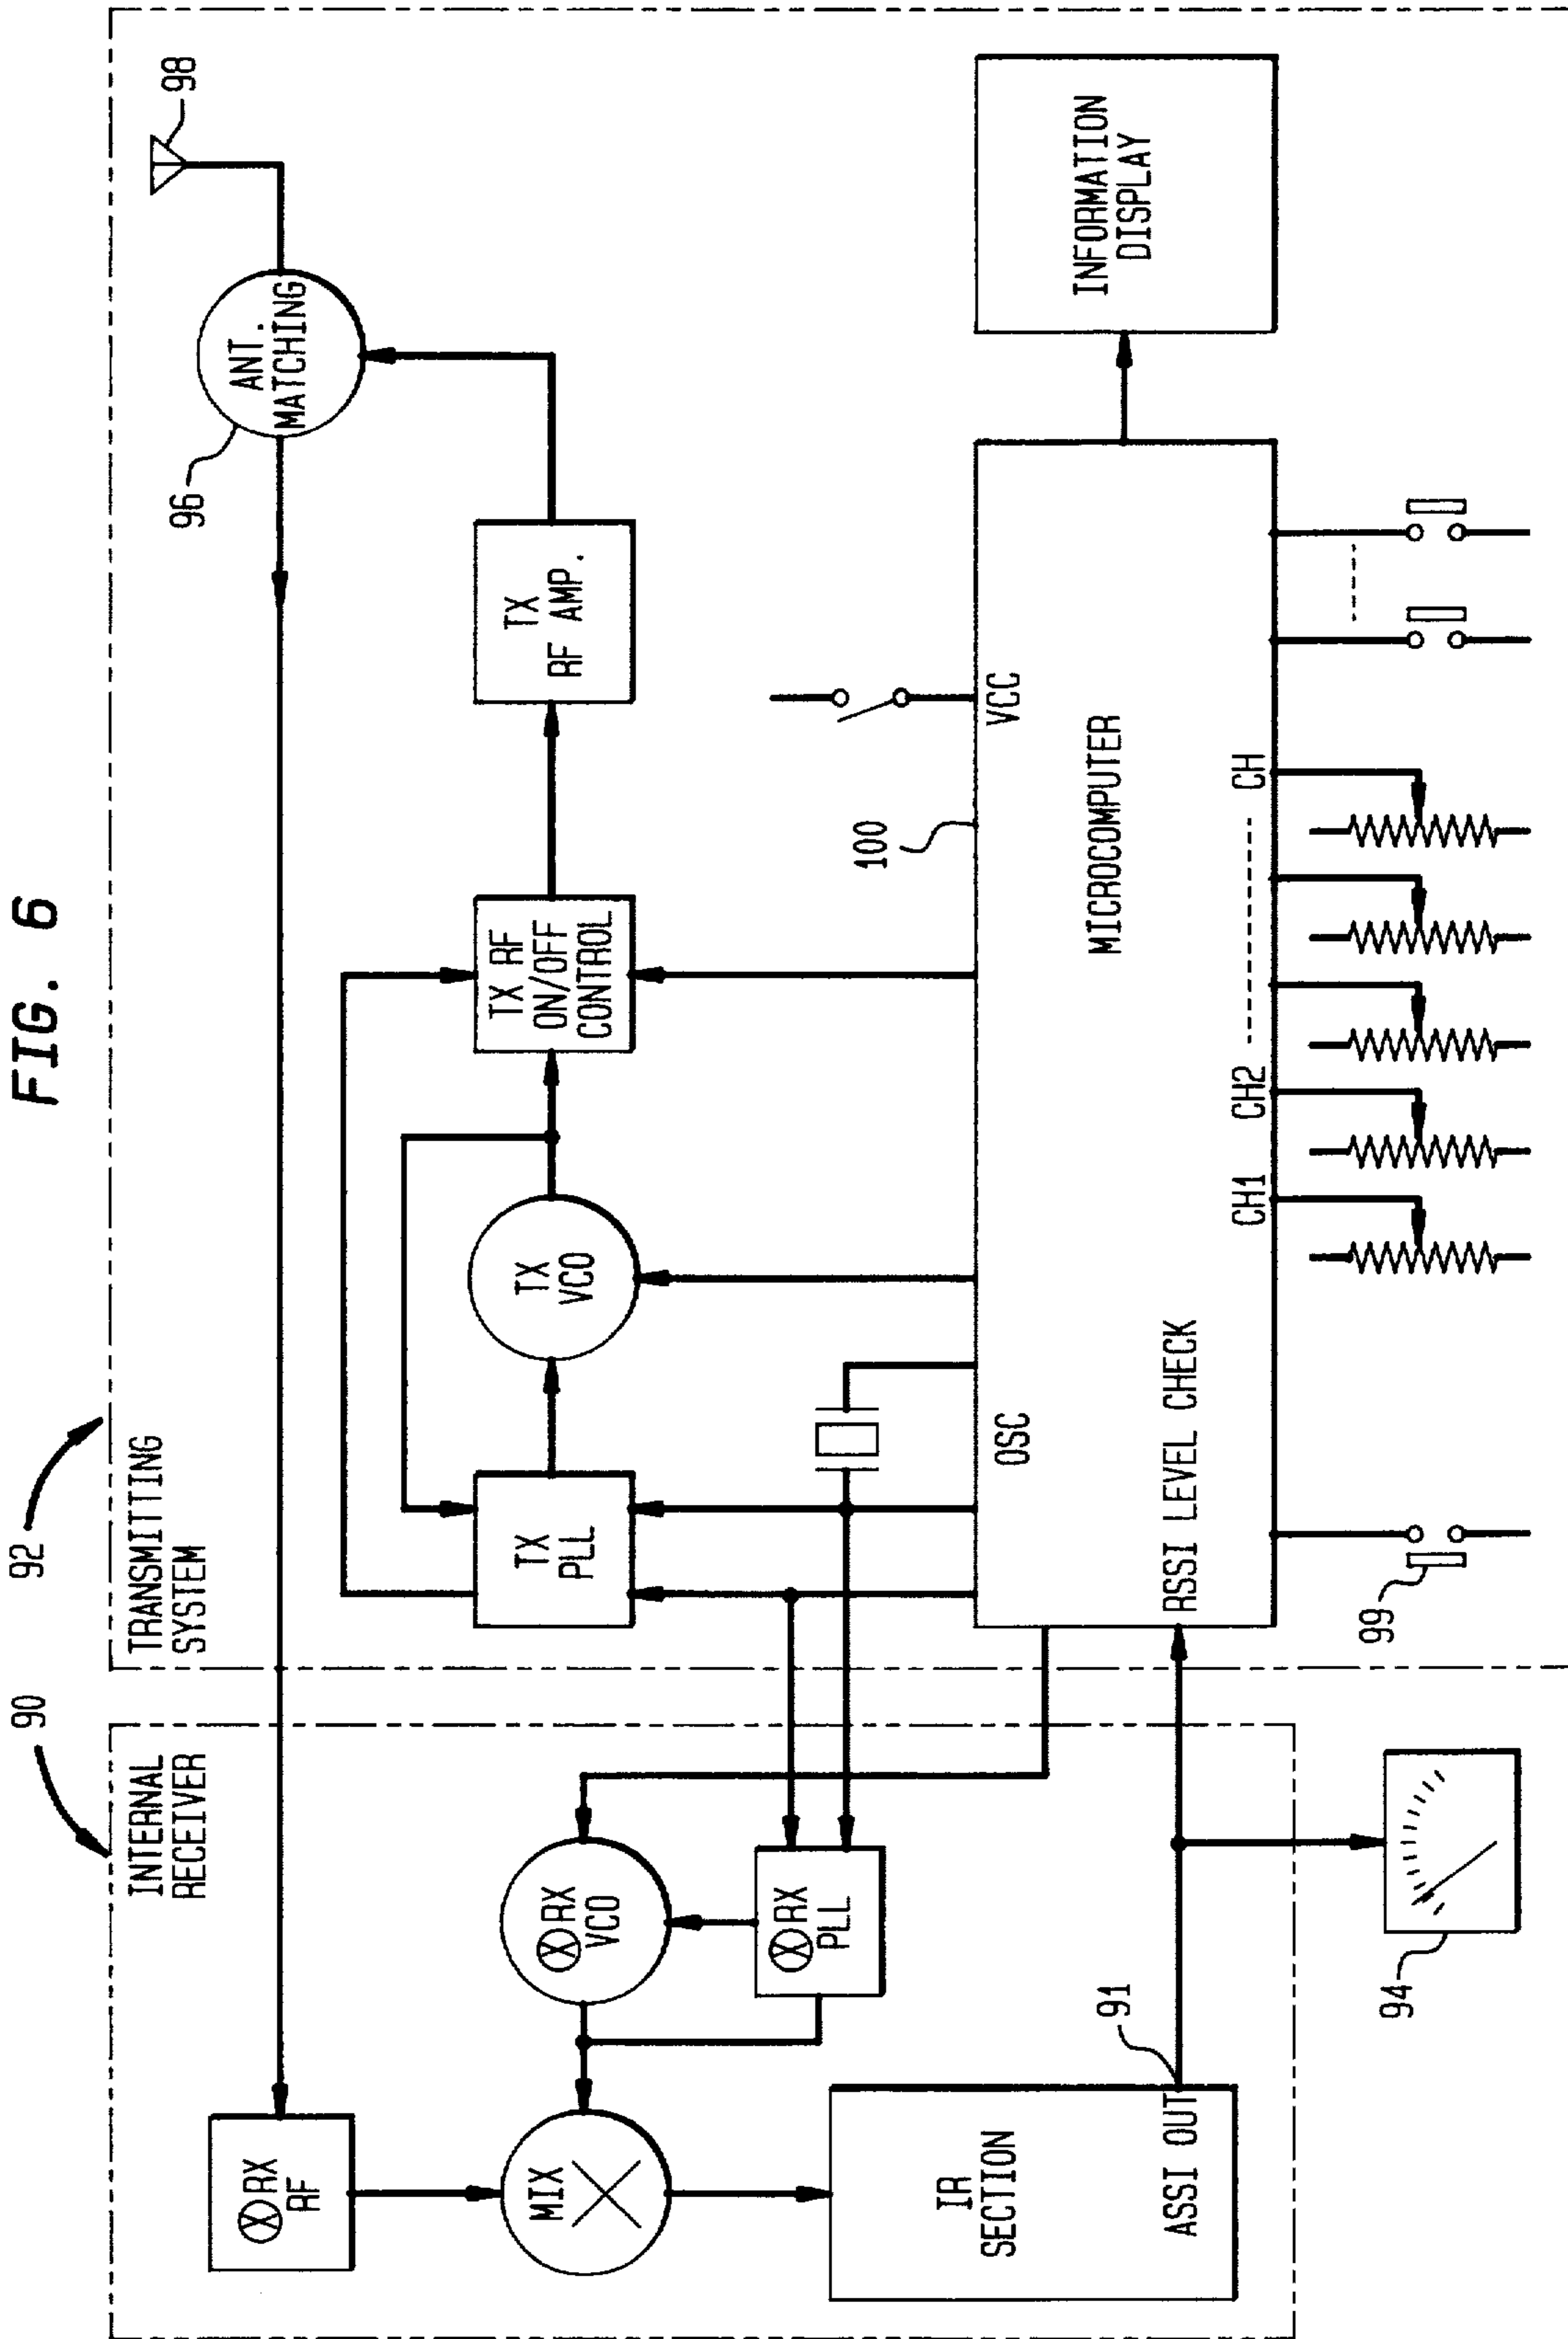 FIG. 6
90
INTERNAL
RECEIVER
92
TRANSMITTING
SYSTEM
98
ANT.
MATCHING
96
X RX
RF
MIX
X RX
VCO
X RX
PLL
TX
PLL
TX
VCO
TX RF
ON/OFF
CONTROL
TX
RF AMP.
IR
SECTION
ASSI OUT
91
94
OSC
VCC
100
MICROCOMPUTER
RSSI LEVEL CHECK
CH1
CH2
CH
INFORMATION
DISPLAY
99